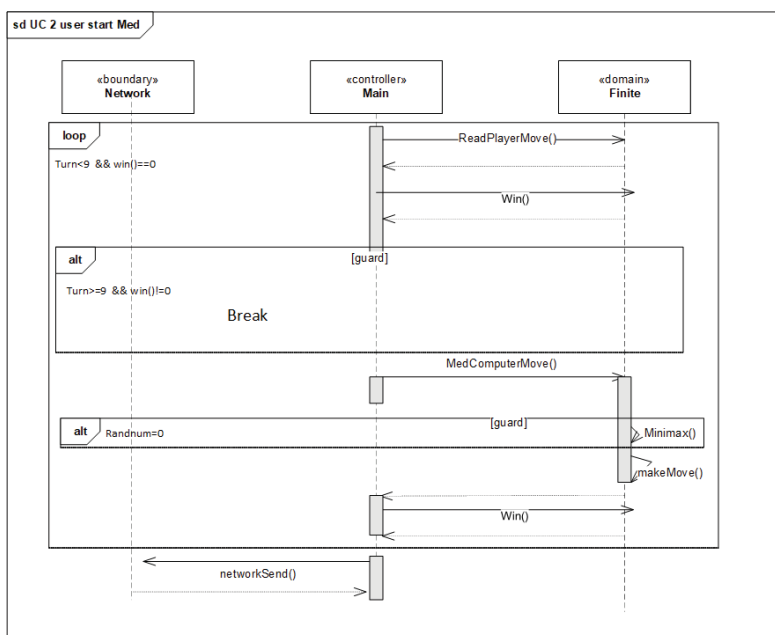 sd UC 2 user start Med
«boundary»
Network
«controller»
Main
«domain»
Finite
loop
Turn<9 && win()==0
ReadPlayerMove()
Win()
alt
[guard]
Turn>=9 && win()!=0
Break
MedComputerMove()
alt
Randnum=0
[guard]
Minimax()
makeMove()
Win()
networkSend()